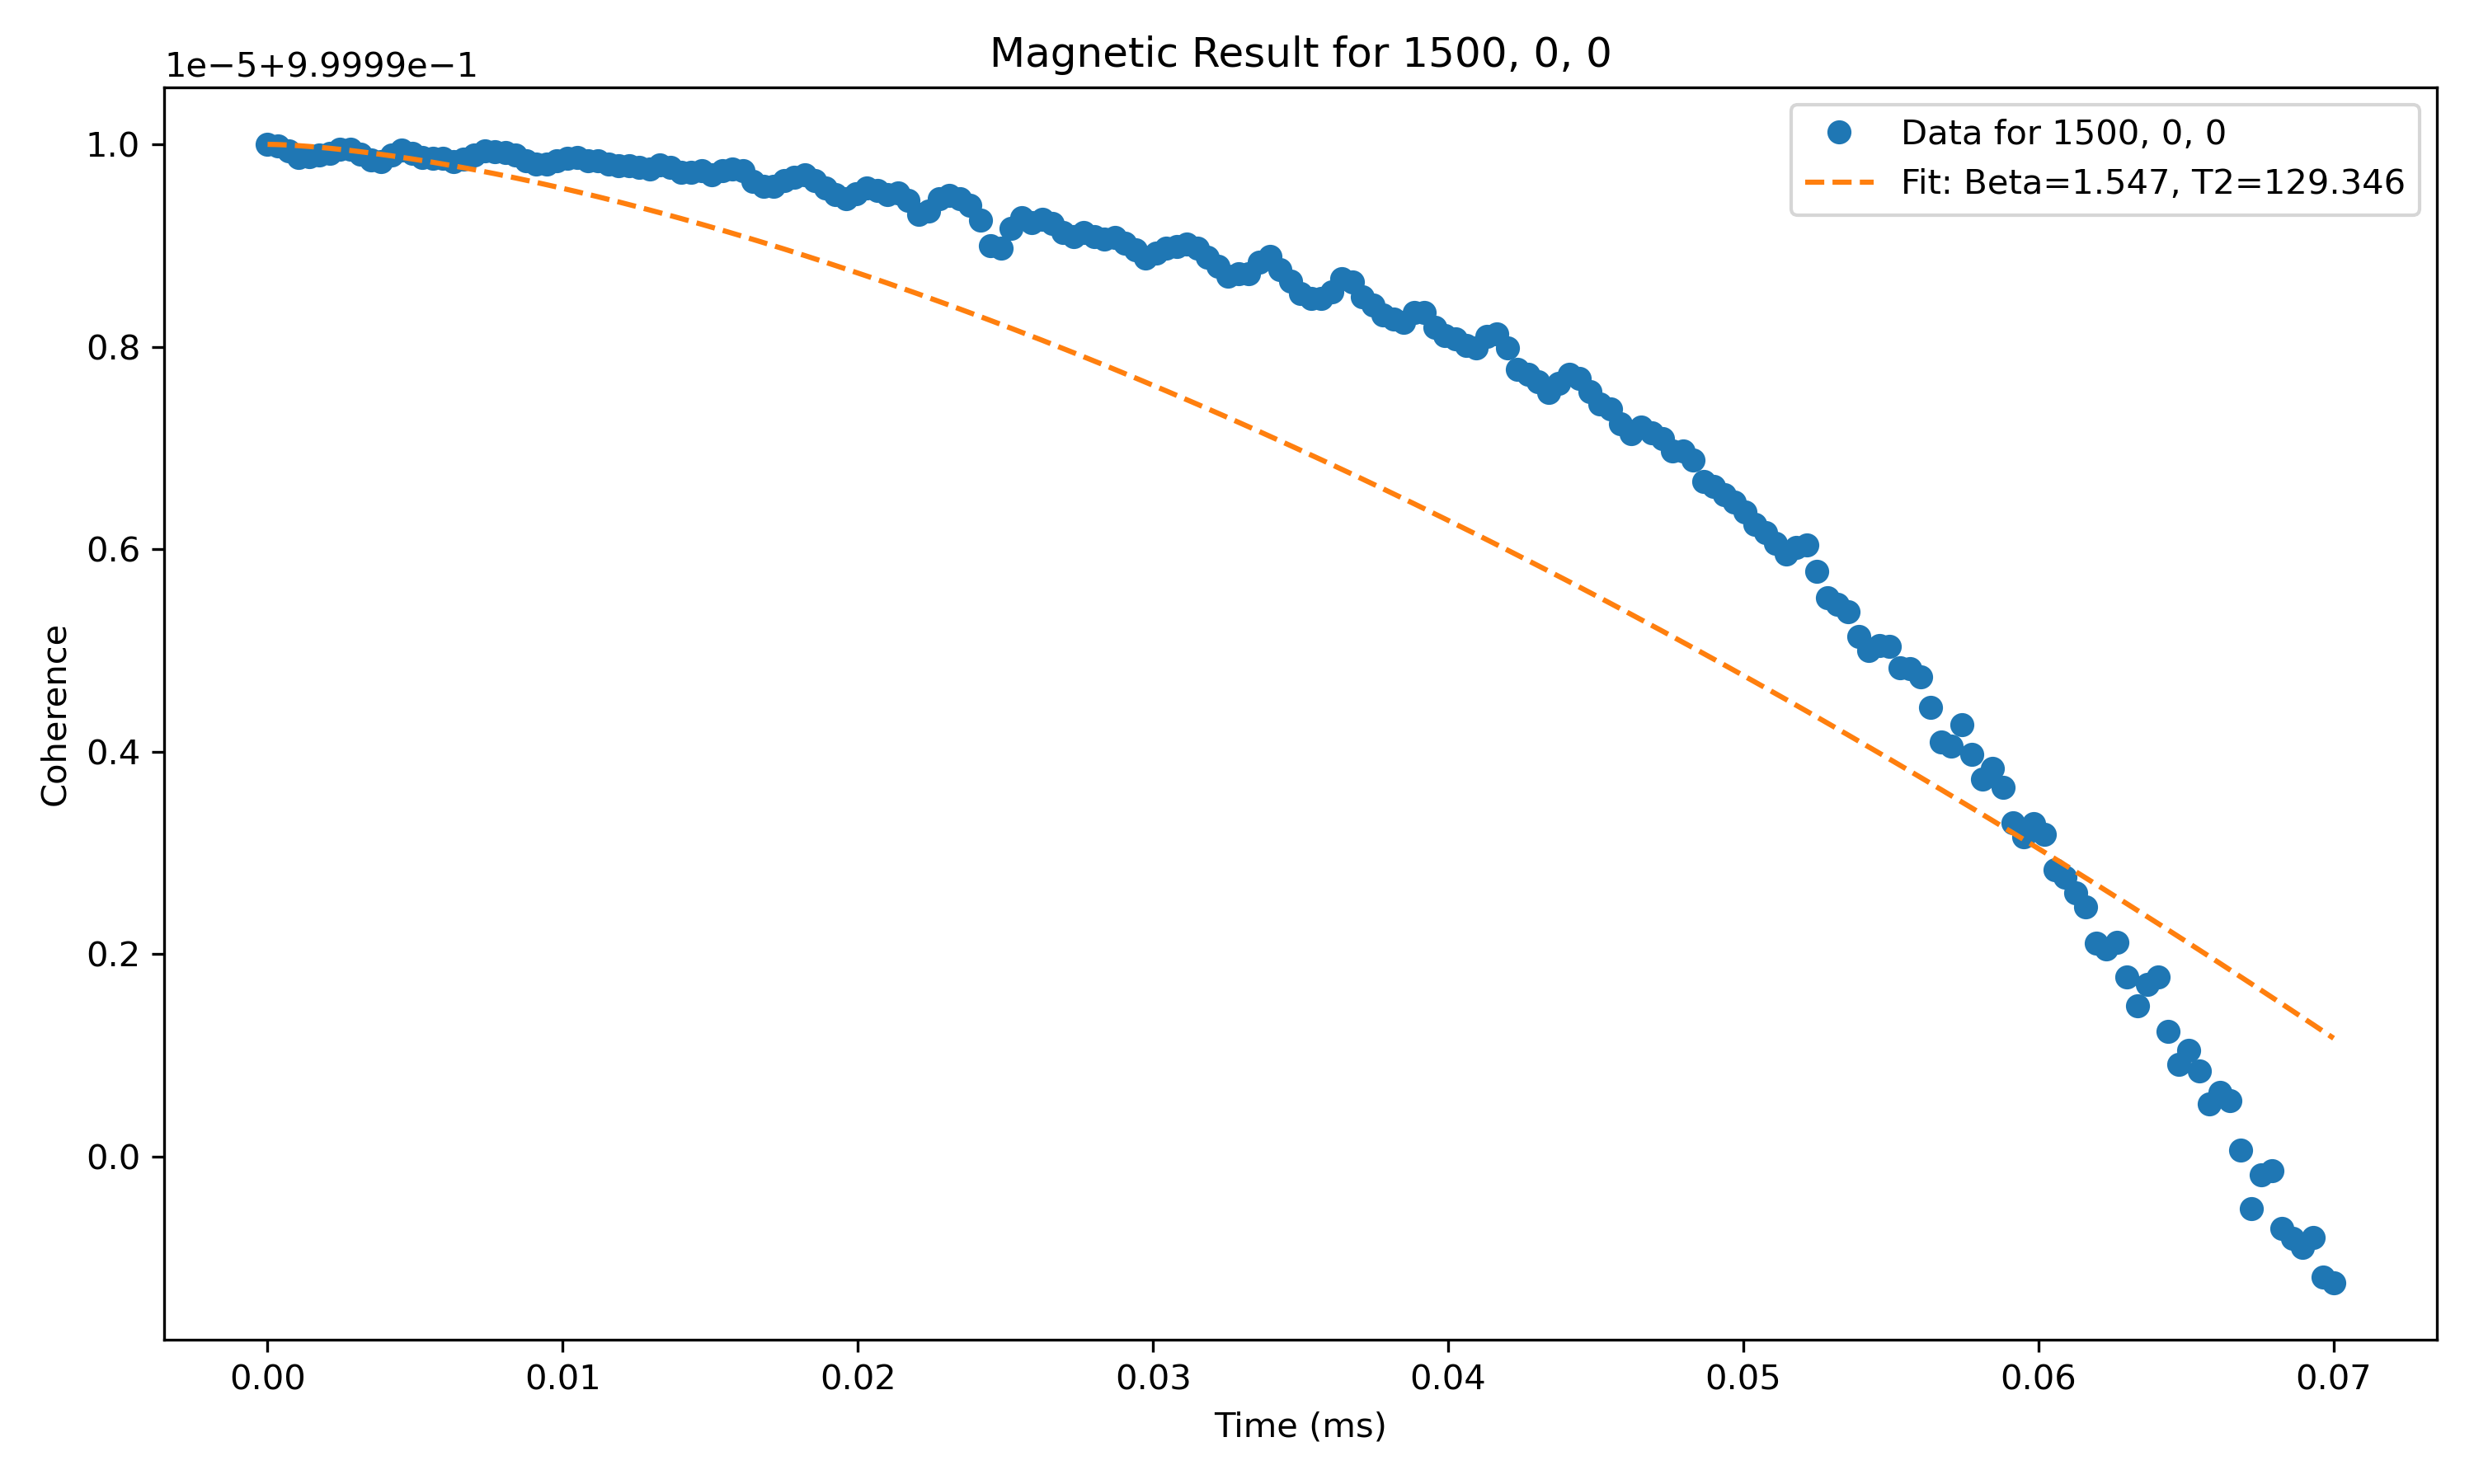 Magnetic Result for 1500, 0, 0
1e−5+9.9999e−1
Data for 1500, 0, 0
Fit: Beta=1.547, T2=129.346
1.0
0.8
0.6
0.4
0.2
0.0
Coherence
0.00 0.01 0.02 0.03 0.04 0.05 0.06 0.07
Time (ms)